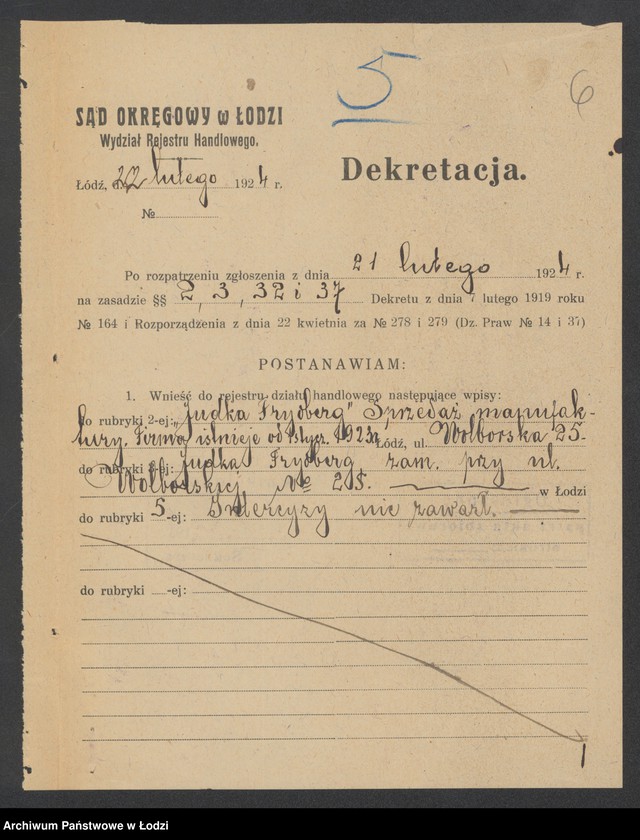 5
6
SĄD OKRĘGOWY w ŁODZI
Wydział Rejestru Handlowego.
Łódź, dn. 22 lutego 1924 r.
№
Dekretacja.
Po rozpatrzeniu zgłoszenia z dnia 21 lutego 1924 r.
na zasadzie §§ 2, 3, 32 i 37 Dekretu z dnia 7 lutego 1919 roku
№ 164 i Rozporządzenia z dnia 22 kwietnia za № 278 i 279 (Dz. Praw № 14 i 37)
POSTANAWIAM:
1. Wnieść do rejestru działu handlowego następujące wpisy:
do rubryki 2-ej: „Judka Frydberg" Sprzedaż manufak-
tury. Firma istnieje od stycz. 1923 r. Łódź, ul. Wolborska 25.
do rubryki -ej: Judka Frydberg zam. przy ul.
Wolborskiej № 25. w Łodzi
do rubryki 5-ej: Intercyzy nie zawarł.
do rubryki -ej:
Archiwum Państwowe w Łodzi